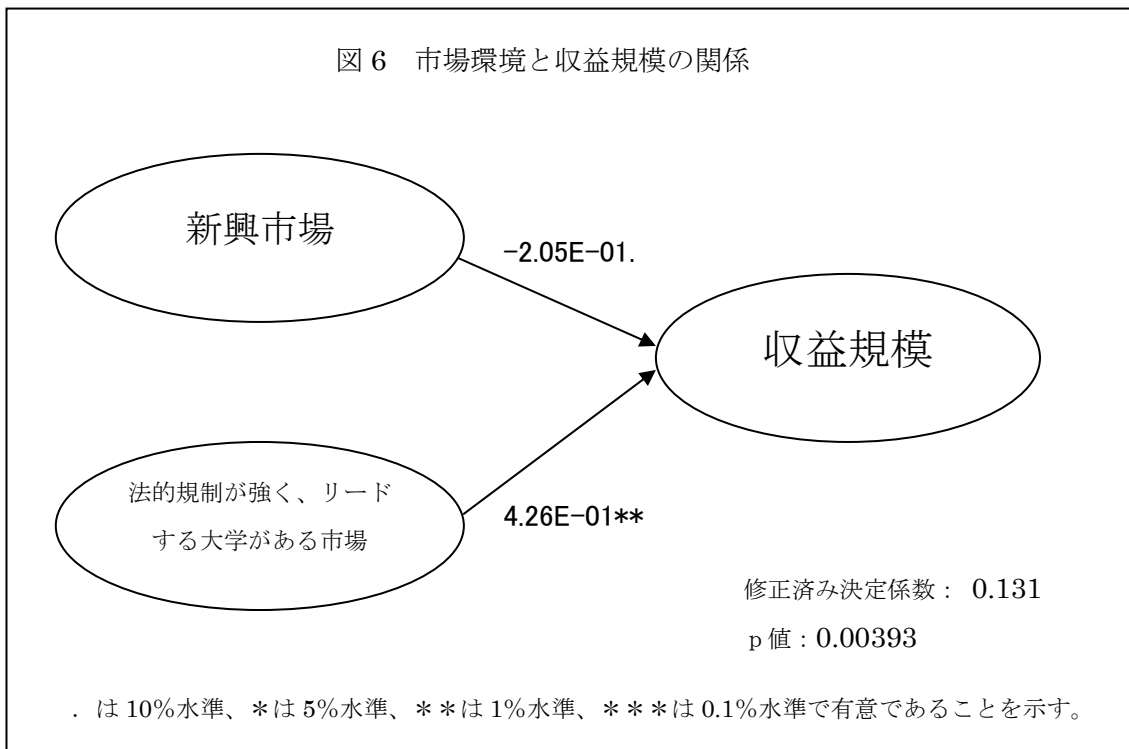 図 6　市場環境と収益規模の関係
新興市場
-2.05E-01.
収益規模
法的規制が強く、リード
する大学がある市場
4.26E-01**
修正済み決定係数： 0.131
ｐ値：0.00393
．は 10％水準、＊は 5％水準、＊＊は 1％水準、＊＊＊は 0.1％水準で有意であることを示す。